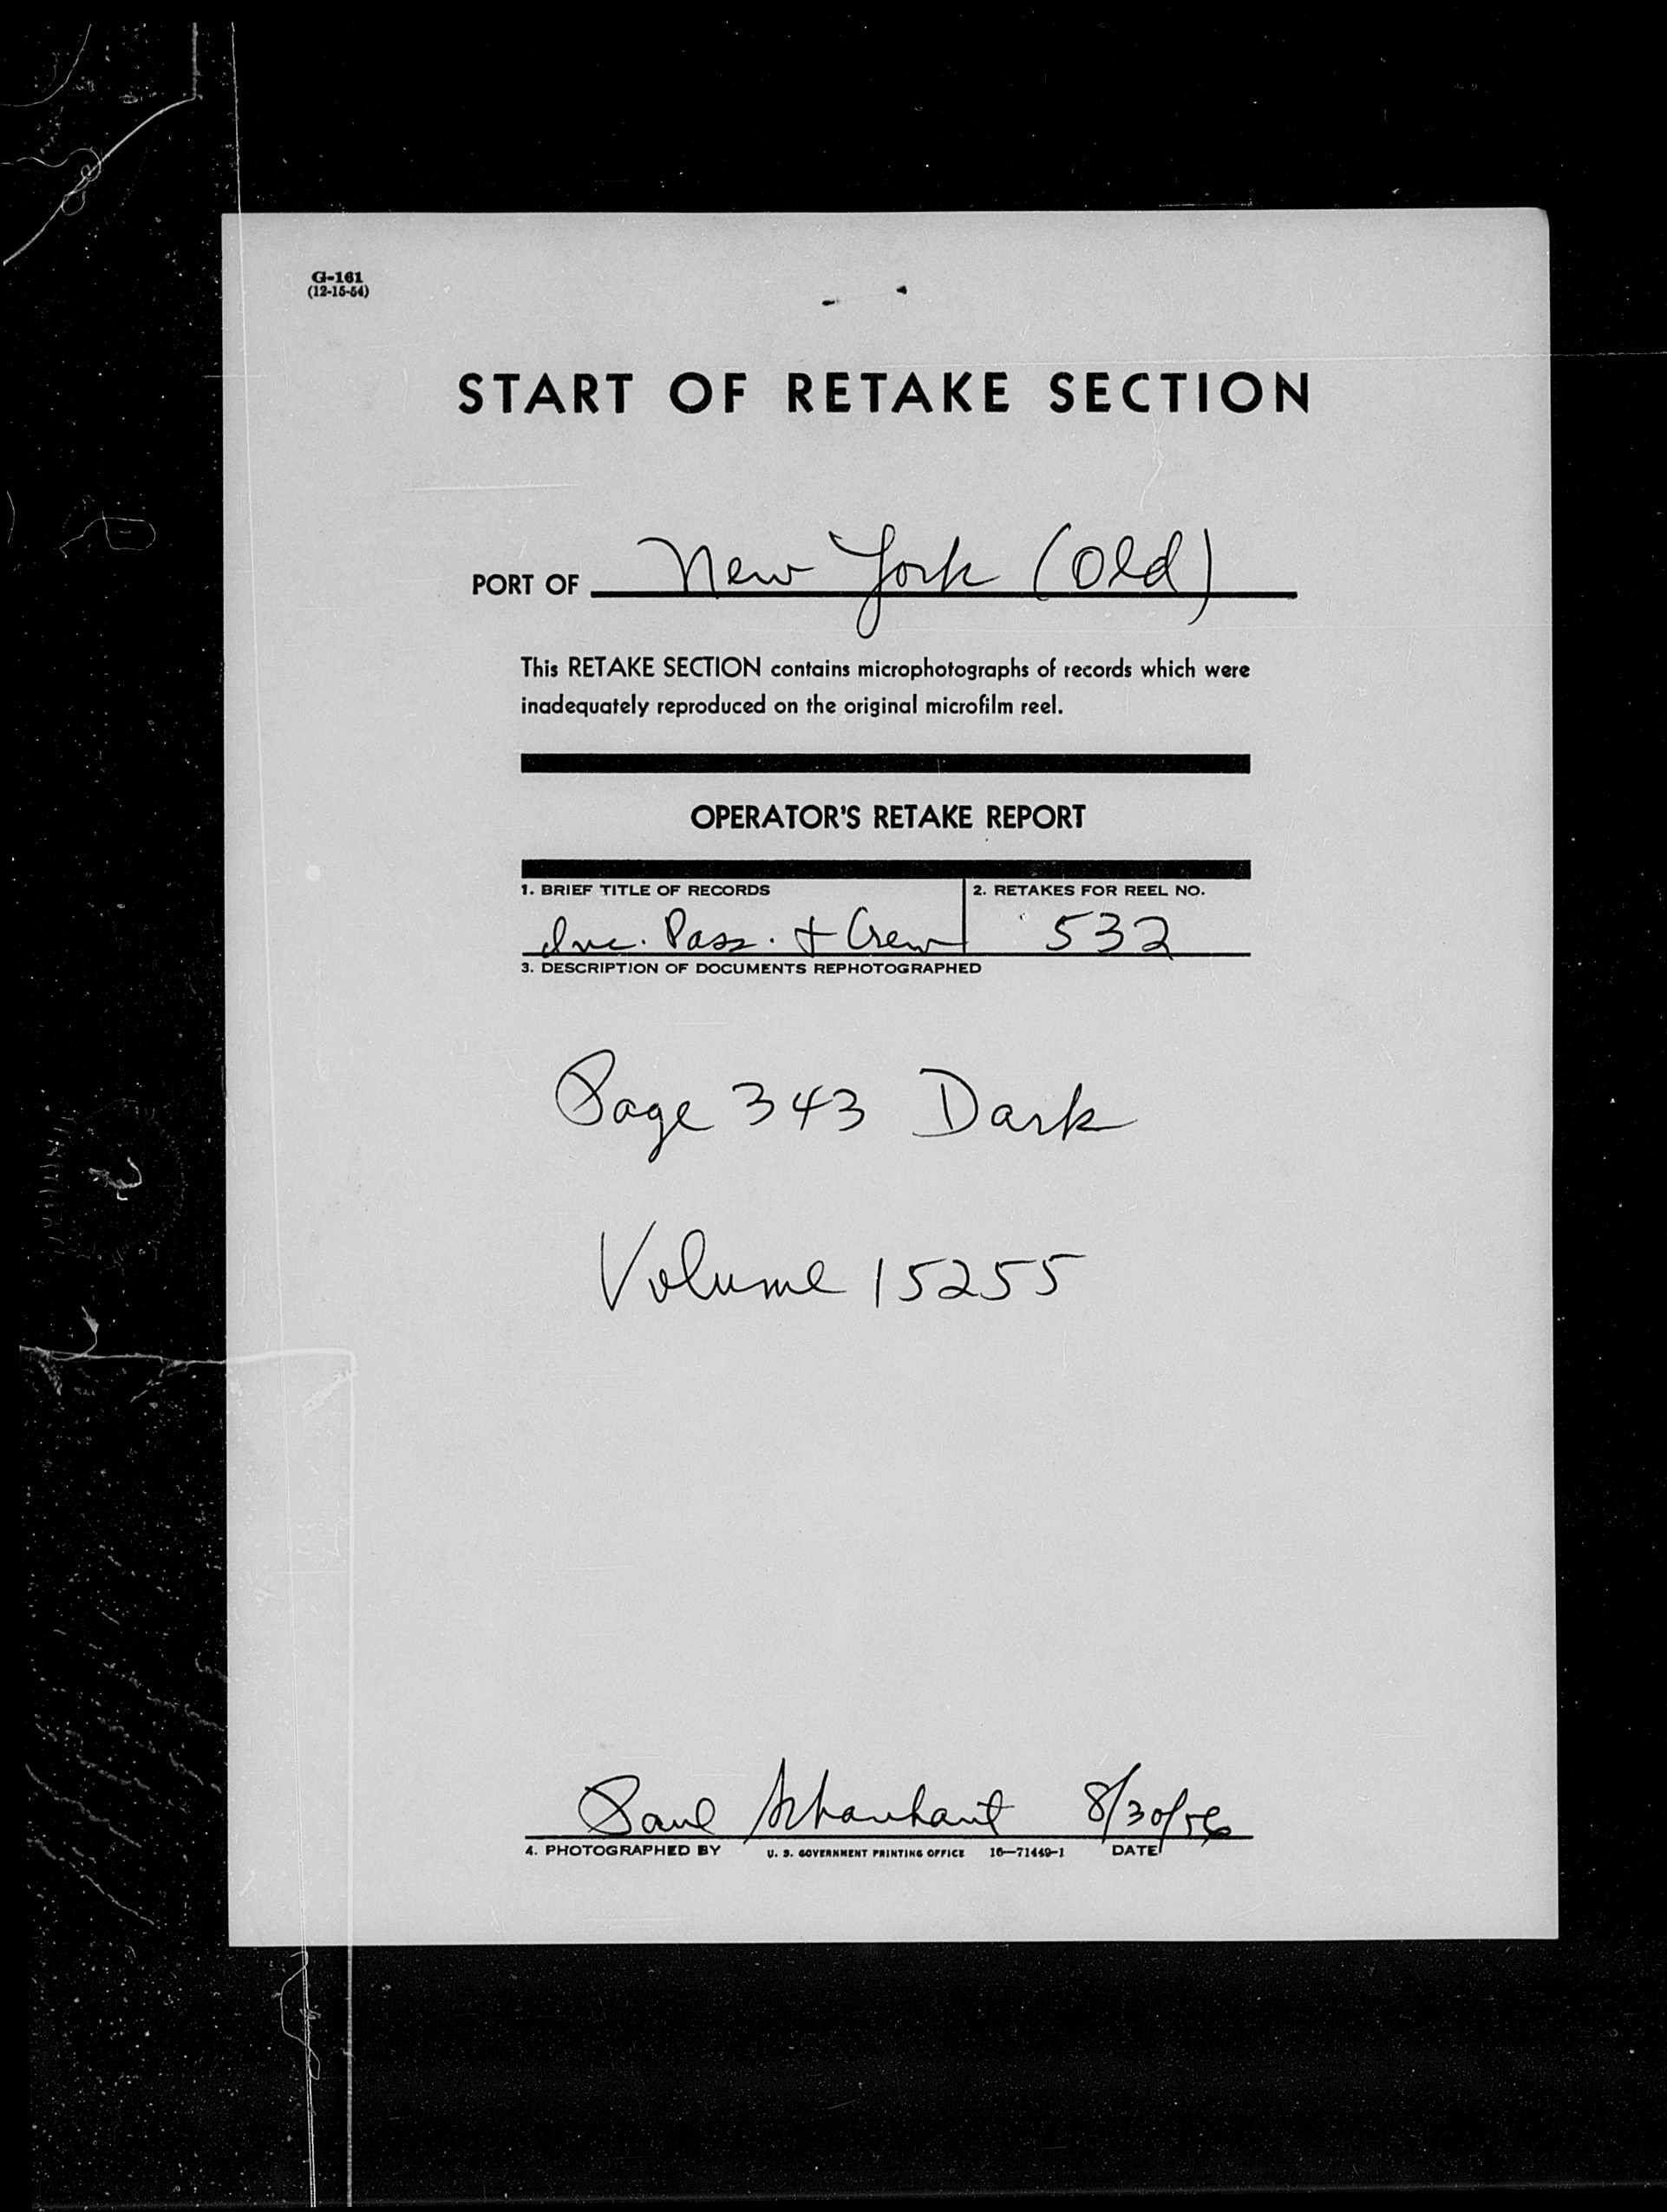 G-161
(12-15-54)
START OF RETAKE SECTION
PORT OF New York (Old)
This RETAKE SECTION contains microphotographs of records which were
inadequately reproduced on the original microfilm reel.
OPERATOR'S RETAKE REPORT
1. BRIEF TITLE OF RECORDS 2. RETAKES FOR REEL NO.
Inc. Pass. + Crew 532
3. DESCRIPTION OF DOCUMENTS REPHOTOGRAPHED
Page 343 Dark
Volume 15255
Paul 8/30/56
4. PHOTOGRAPHED BY U. S. GOVERNMENT PRINTING OFFICE 16—71449-1 DATE